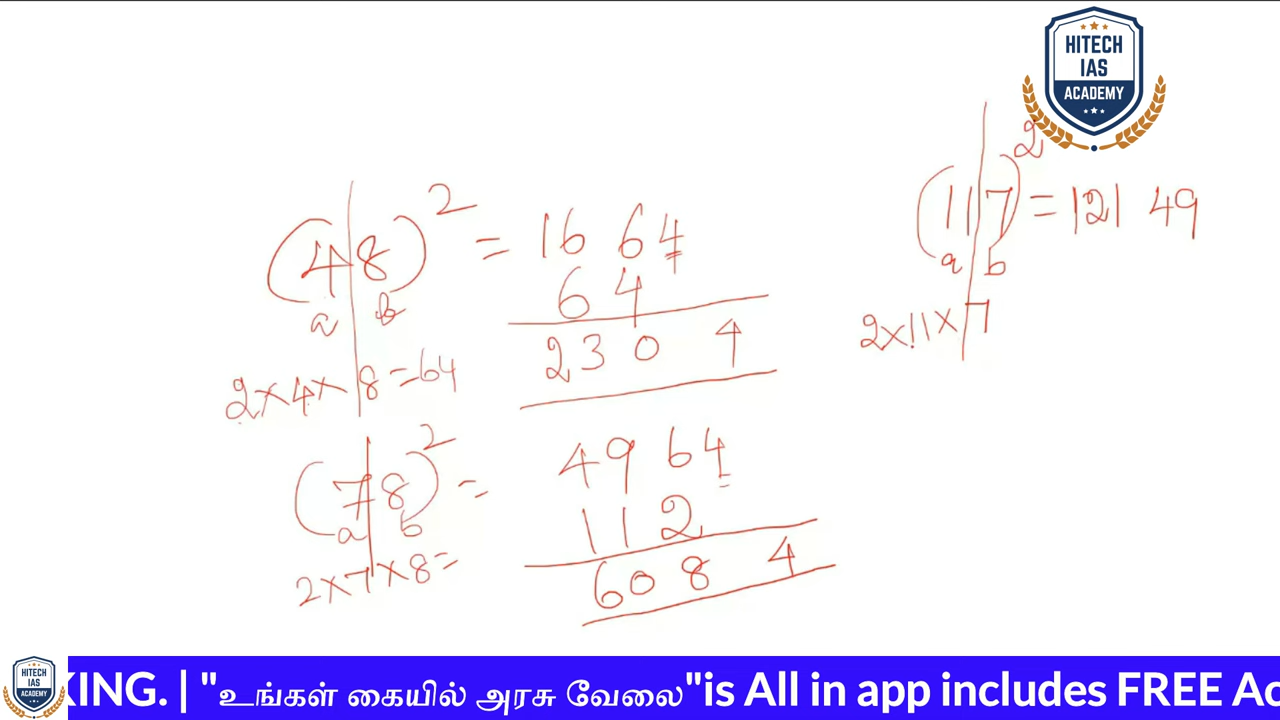 HITECH
IAS
ACADEMY
(48)² = 16 64
a b
64
2×4×8=64
2304
(78)² = 49 64
a b
112
2×7×8=
6084
(117)² = 121 49
a b
2×11×7
HITECH
IAS
ACADEMY
KING. | "உங்கள் கையில் அரசு வேலை"is All in app includes FREE Ac